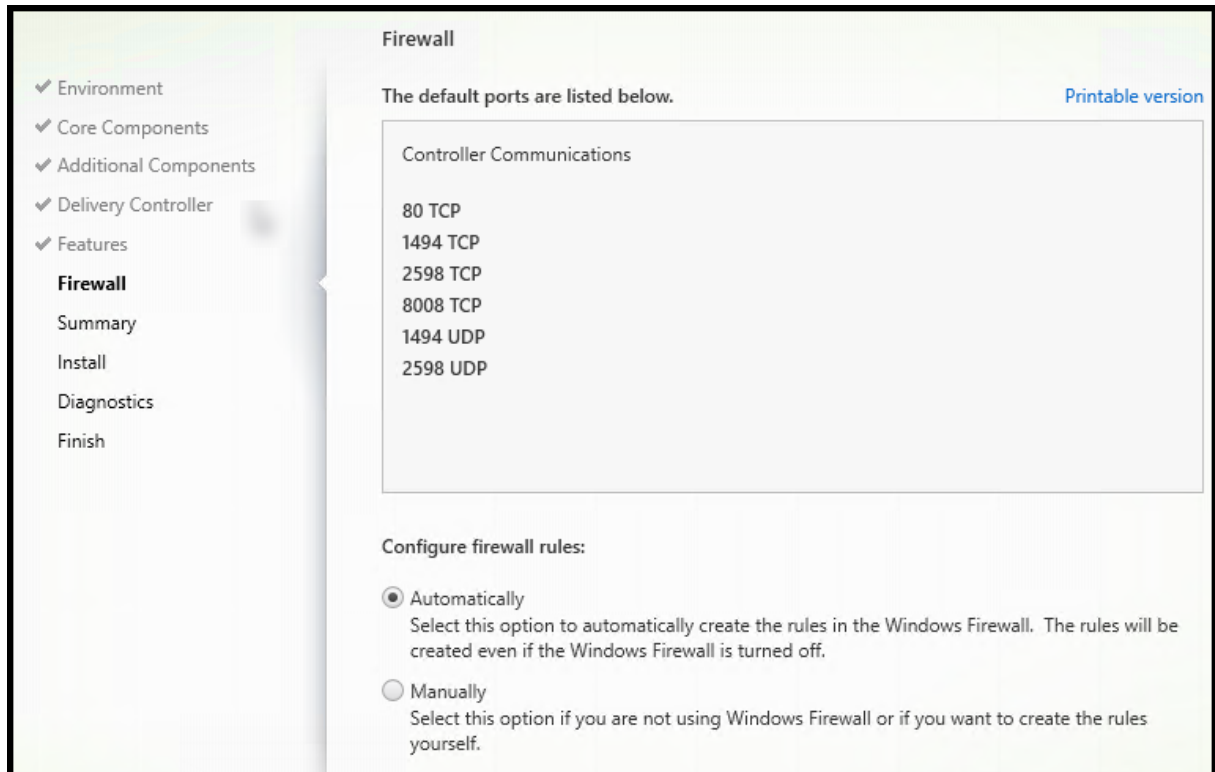 Firewall
Environment
Core Components
Additional Components
Delivery Controller
Features
Firewall
Summary
Install
Diagnostics
Finish
The default ports are listed below.
Printable version
Controller Communications
80 TCP
1494 TCP
2598 TCP
8008 TCP
1494 UDP
2598 UDP
Configure firewall rules:
Automatically
Select this option to automatically create the rules in the Windows Firewall.  The rules will be
created even if the Windows Firewall is turned off.
Manually
Select this option if you are not using Windows Firewall or if you want to create the rules
yourself.